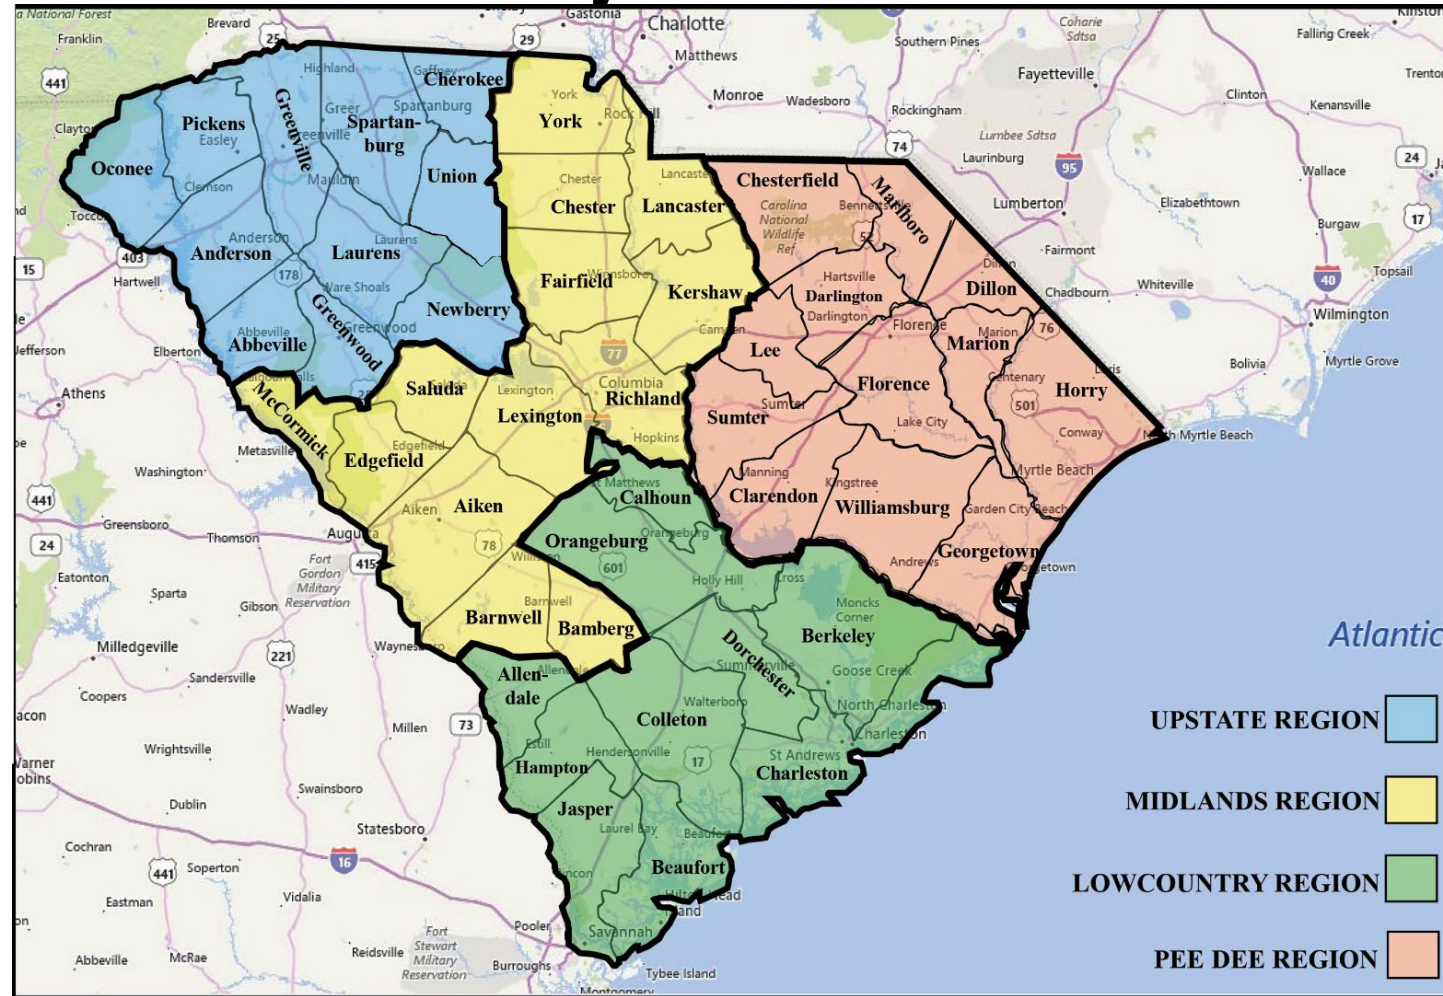 a National Forest
Brevard
Gastonia
Charlotte
Franklin
25
29
Matthews
Southern Pines
Coharie
Sdtsa
Falling Creek
Kinston
441
Highland
Gaffney
Cherokee
Fayetteville
Clinton
Kenansville
Trento
York
Rock Hill
Monroe
Wadesboro
Rockingham
Clayton
Pickens
Easley
Greenville
Greer
Spartanburg
Spartan-
burg
York
Lumbee Sdtsa
74
Laurinburg
95
24
Wallace
Oconee
Clemson
Mauldin
Union
Chester
Chester
Lancaster
Lancaster
Chesterfield
Marlboro
Carolina
National
Wildlife
Ref
Bennettsville
52
Lumberton
Elizabethtown
Burgaw
17
Anderson
Anderson
Laurens
Laurens
403
15
Hartwell
178
Ware Shoals
Fairfield
Winnsboro
Kershaw
Hartsville
Darlington
Darlington
Fairmont
Dillon
Dillon
Chadbourn
Whiteville
40
Topsail
Wilmington
Newberry
Greenwood
Greenwood
Abbeville
Abbeville
Jefferson
Elberton
Camden
Florence
Marion
76
Marion
Lee
77
Bolivia
Myrtle Grove
Athens
Saluda
Lexington
Columbia
Richland
Centenary
Florence
Horry
501
McCormick
Lexington
Sumter
Sumter
Lake City
Conway
North Myrtle Beach
Metasville
Edgefield
Edgefield
Hopkins
Washington
Manning
Kingstree
Myrtle Beach
441
St Matthews
Calhoun
Clarendon
Williamsburg
Garden City Beach
Greensboro
Thomson
Augusta
Aiken
Aiken
24
78
Orangeburg
Orangeburg
415
Williston
601
Andrews
Georgetown
Georgetown
Eatonton
Fort
Gordon
Military
Reservation
Sparta
Gibson
Holly Hill
Cross
Barnwell
Barnwell
Bamberg
Moncks
Corner
Berkeley
Milledgeville
221
Waynesboro
Dorchester
Summerville
Goose Creek
Atlantic
Sandersville
Allendale
Allen-
dale
Coopers
Wadley
Millen
73
Walterboro
Colleton
North Charleston
Charleston
UPSTATE REGION
Wrightsville
Estill
Hendersonville
17
St Andrews
Charleston
Hampton
Swainsboro
Dublin
Jasper
MIDLANDS REGION
Statesboro
Laurel Bay
Beaufort
Cochran
16
441
Soperton
Beaufort
LOWCOUNTRY REGION
Vidalia
Eastman
Hilton Head
Island
Pooler
Savannah
Fort
Stewart
Military
Reservation
Reidsville
Abbeville
McRae
Burroughs
Tybee Island
PEE DEE REGION
Montgomery